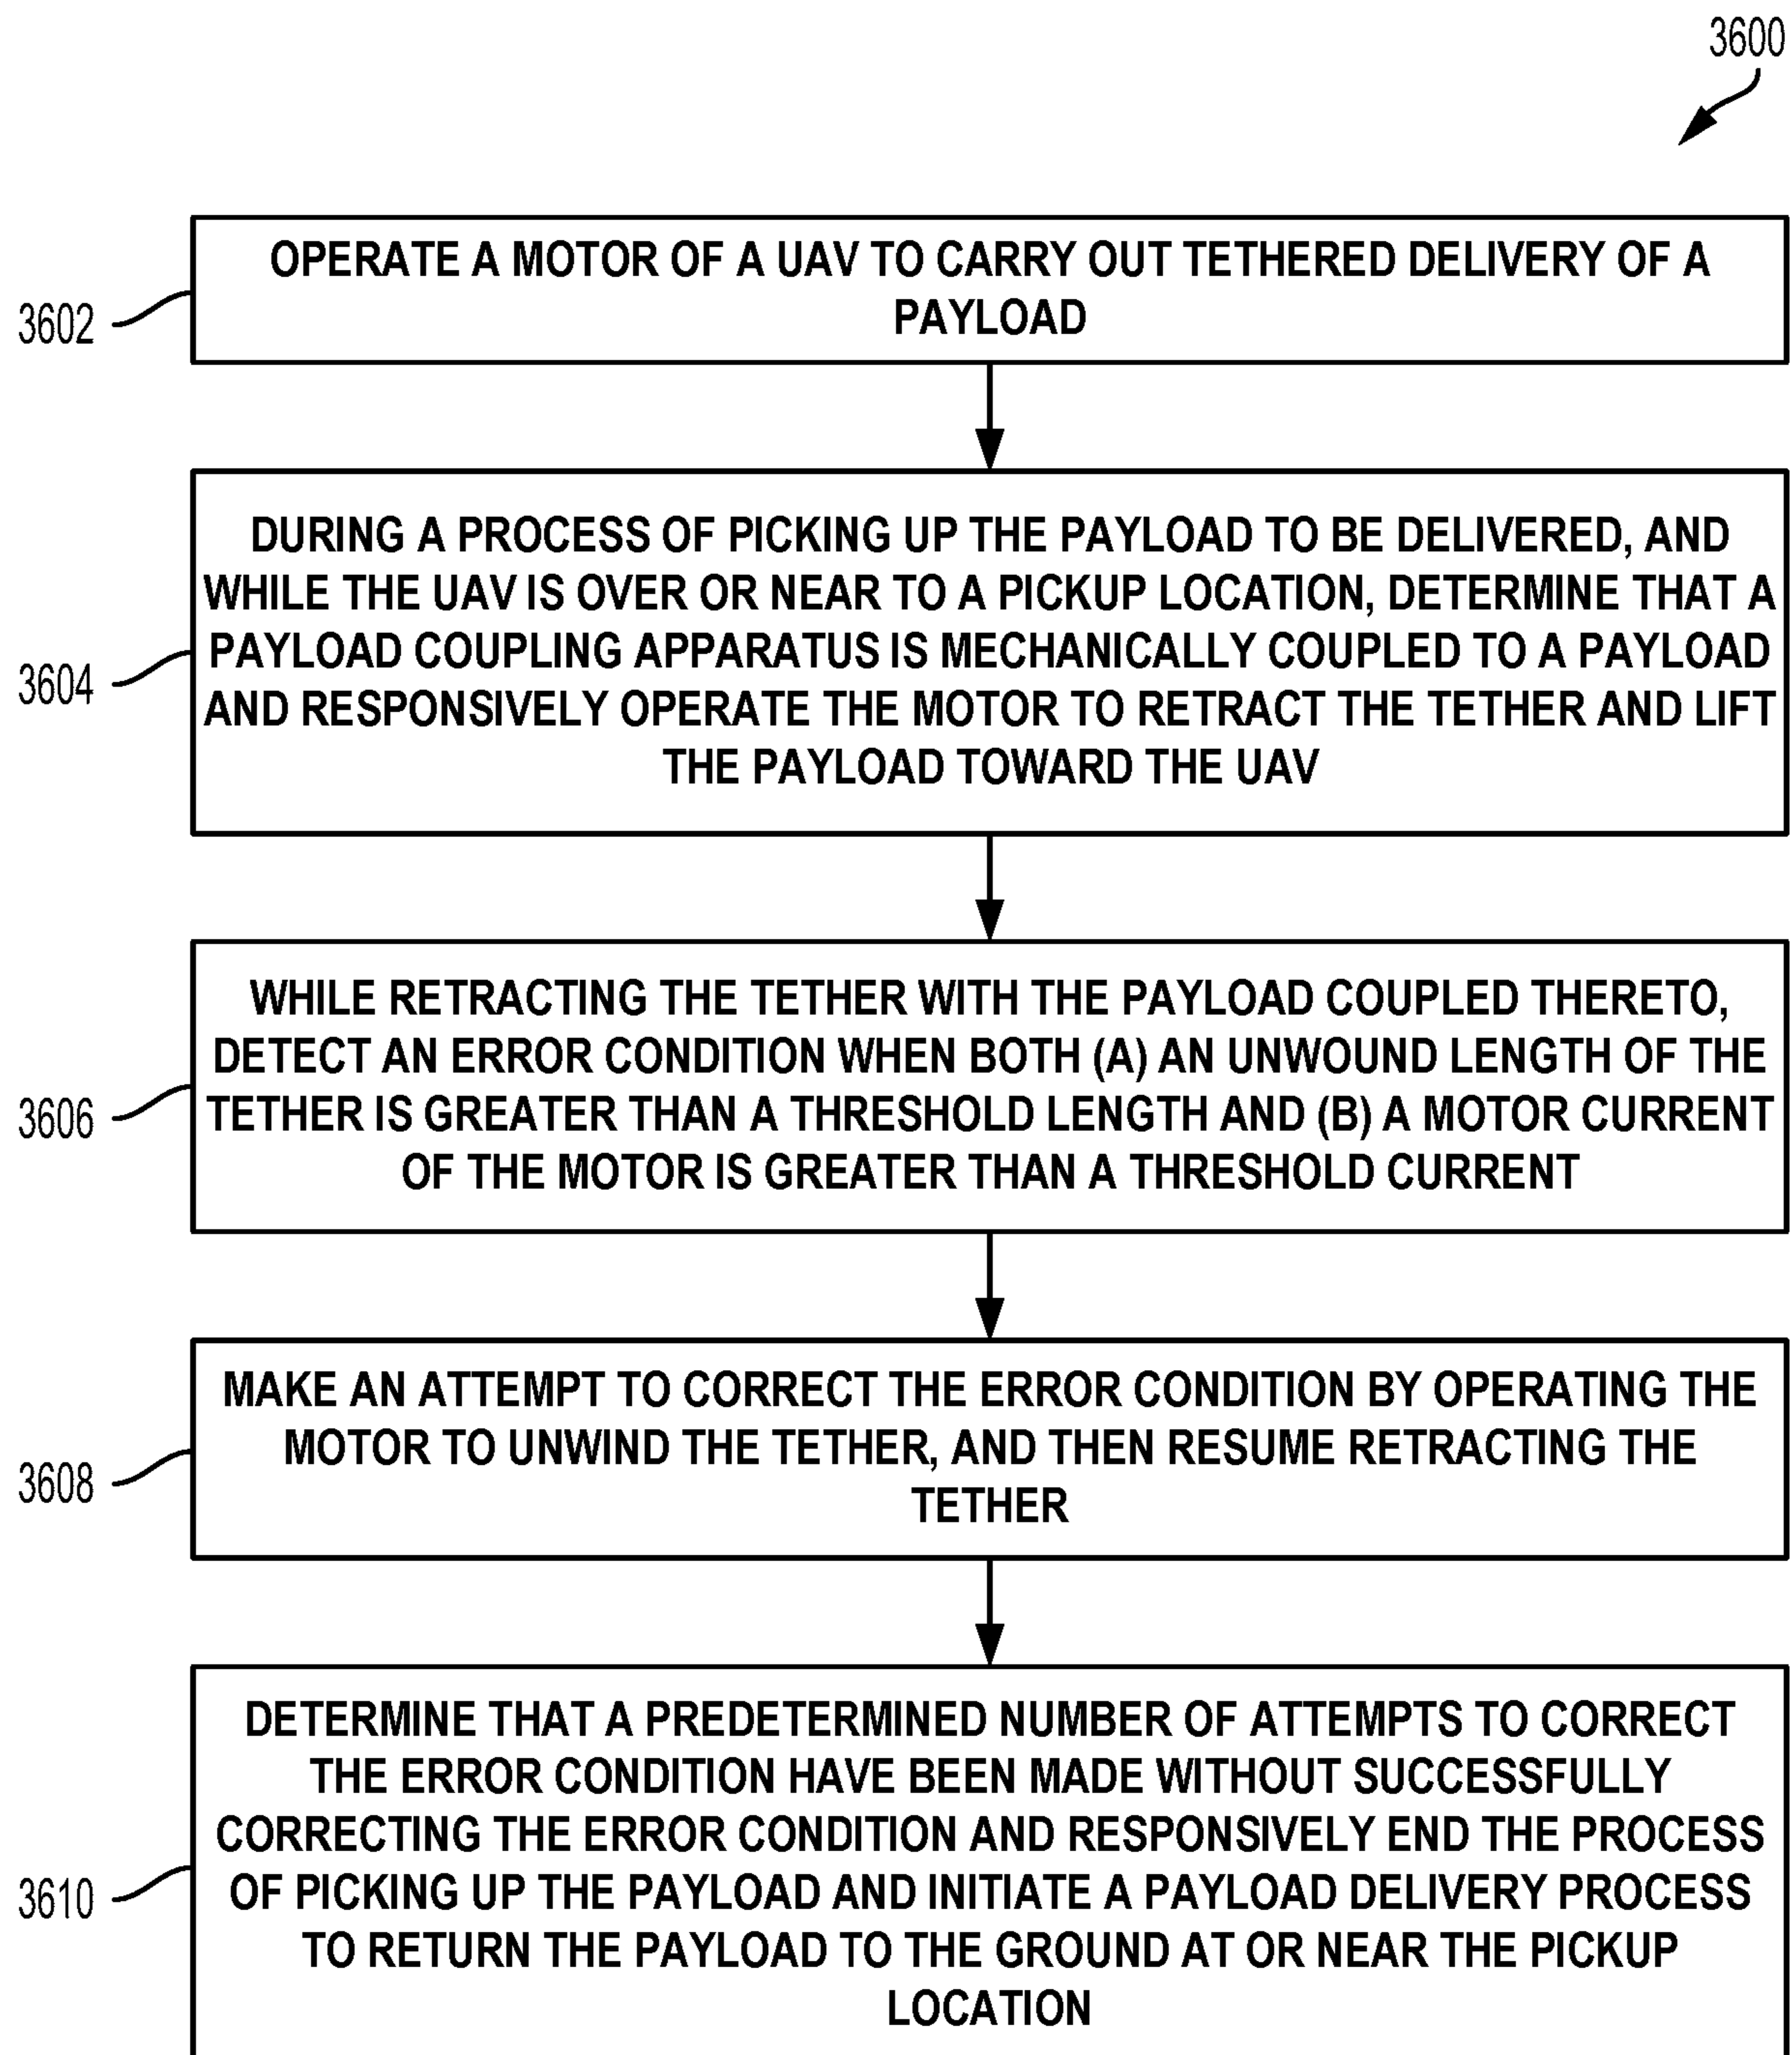 3600
OPERATE A MOTOR OF A UAV TO CARRY OUT TETHERED DELIVERY OF A
PAYLOAD
3602
DURING A PROCESS OF PICKING UP THE PAYLOAD TO BE DELIVERED, AND
WHILE THE UAV IS OVER OR NEAR TO A PICKUP LOCATION, DETERMINE THAT A
PAYLOAD COUPLING APPARATUS IS MECHANICALLY COUPLED TO A PAYLOAD
AND RESPONSIVELY OPERATE THE MOTOR TO RETRACT THE TETHER AND LIFT
THE PAYLOAD TOWARD THE UAV
3604
WHILE RETRACTING THE TETHER WITH THE PAYLOAD COUPLED THERETO,
DETECT AN ERROR CONDITION WHEN BOTH (A) AN UNWOUND LENGTH OF THE
TETHER IS GREATER THAN A THRESHOLD LENGTH AND (B) A MOTOR CURRENT
OF THE MOTOR IS GREATER THAN A THRESHOLD CURRENT
3606
MAKE AN ATTEMPT TO CORRECT THE ERROR CONDITION BY OPERATING THE
MOTOR TO UNWIND THE TETHER, AND THEN RESUME RETRACTING THE
TETHER
3608
DETERMINE THAT A PREDETERMINED NUMBER OF ATTEMPTS TO CORRECT
THE ERROR CONDITION HAVE BEEN MADE WITHOUT SUCCESSFULLY
CORRECTING THE ERROR CONDITION AND RESPONSIVELY END THE PROCESS
OF PICKING UP THE PAYLOAD AND INITIATE A PAYLOAD DELIVERY PROCESS
TO RETURN THE PAYLOAD TO THE GROUND AT OR NEAR THE PICKUP
LOCATION
3610